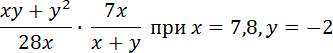 (xy + y²)/(28x) · (7x)/(x + y) при x = 7,8, y = −2